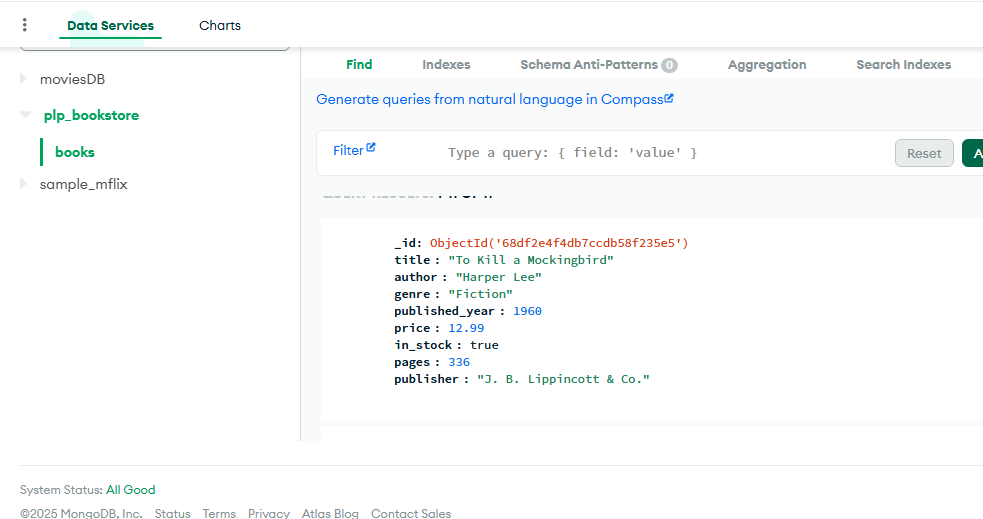 Data Services Charts
moviesDB
plp_bookstore
books
sample_mflix
Find Indexes Schema Anti-Patterns 0 Aggregation Search Indexes
Generate queries from natural language in Compass
Filter Type a query: { field: 'value' } Reset A
_id: ObjectId('68df2e4f4db7ccdb58f235e5')
title : "To Kill a Mockingbird"
author : "Harper Lee"
genre : "Fiction"
published_year : 1960
price : 12.99
in_stock : true
pages : 336
publisher : "J. B. Lippincott & Co."
System Status: All Good
©2025 MongoDB, Inc. Status Terms Privacy Atlas Blog Contact Sales